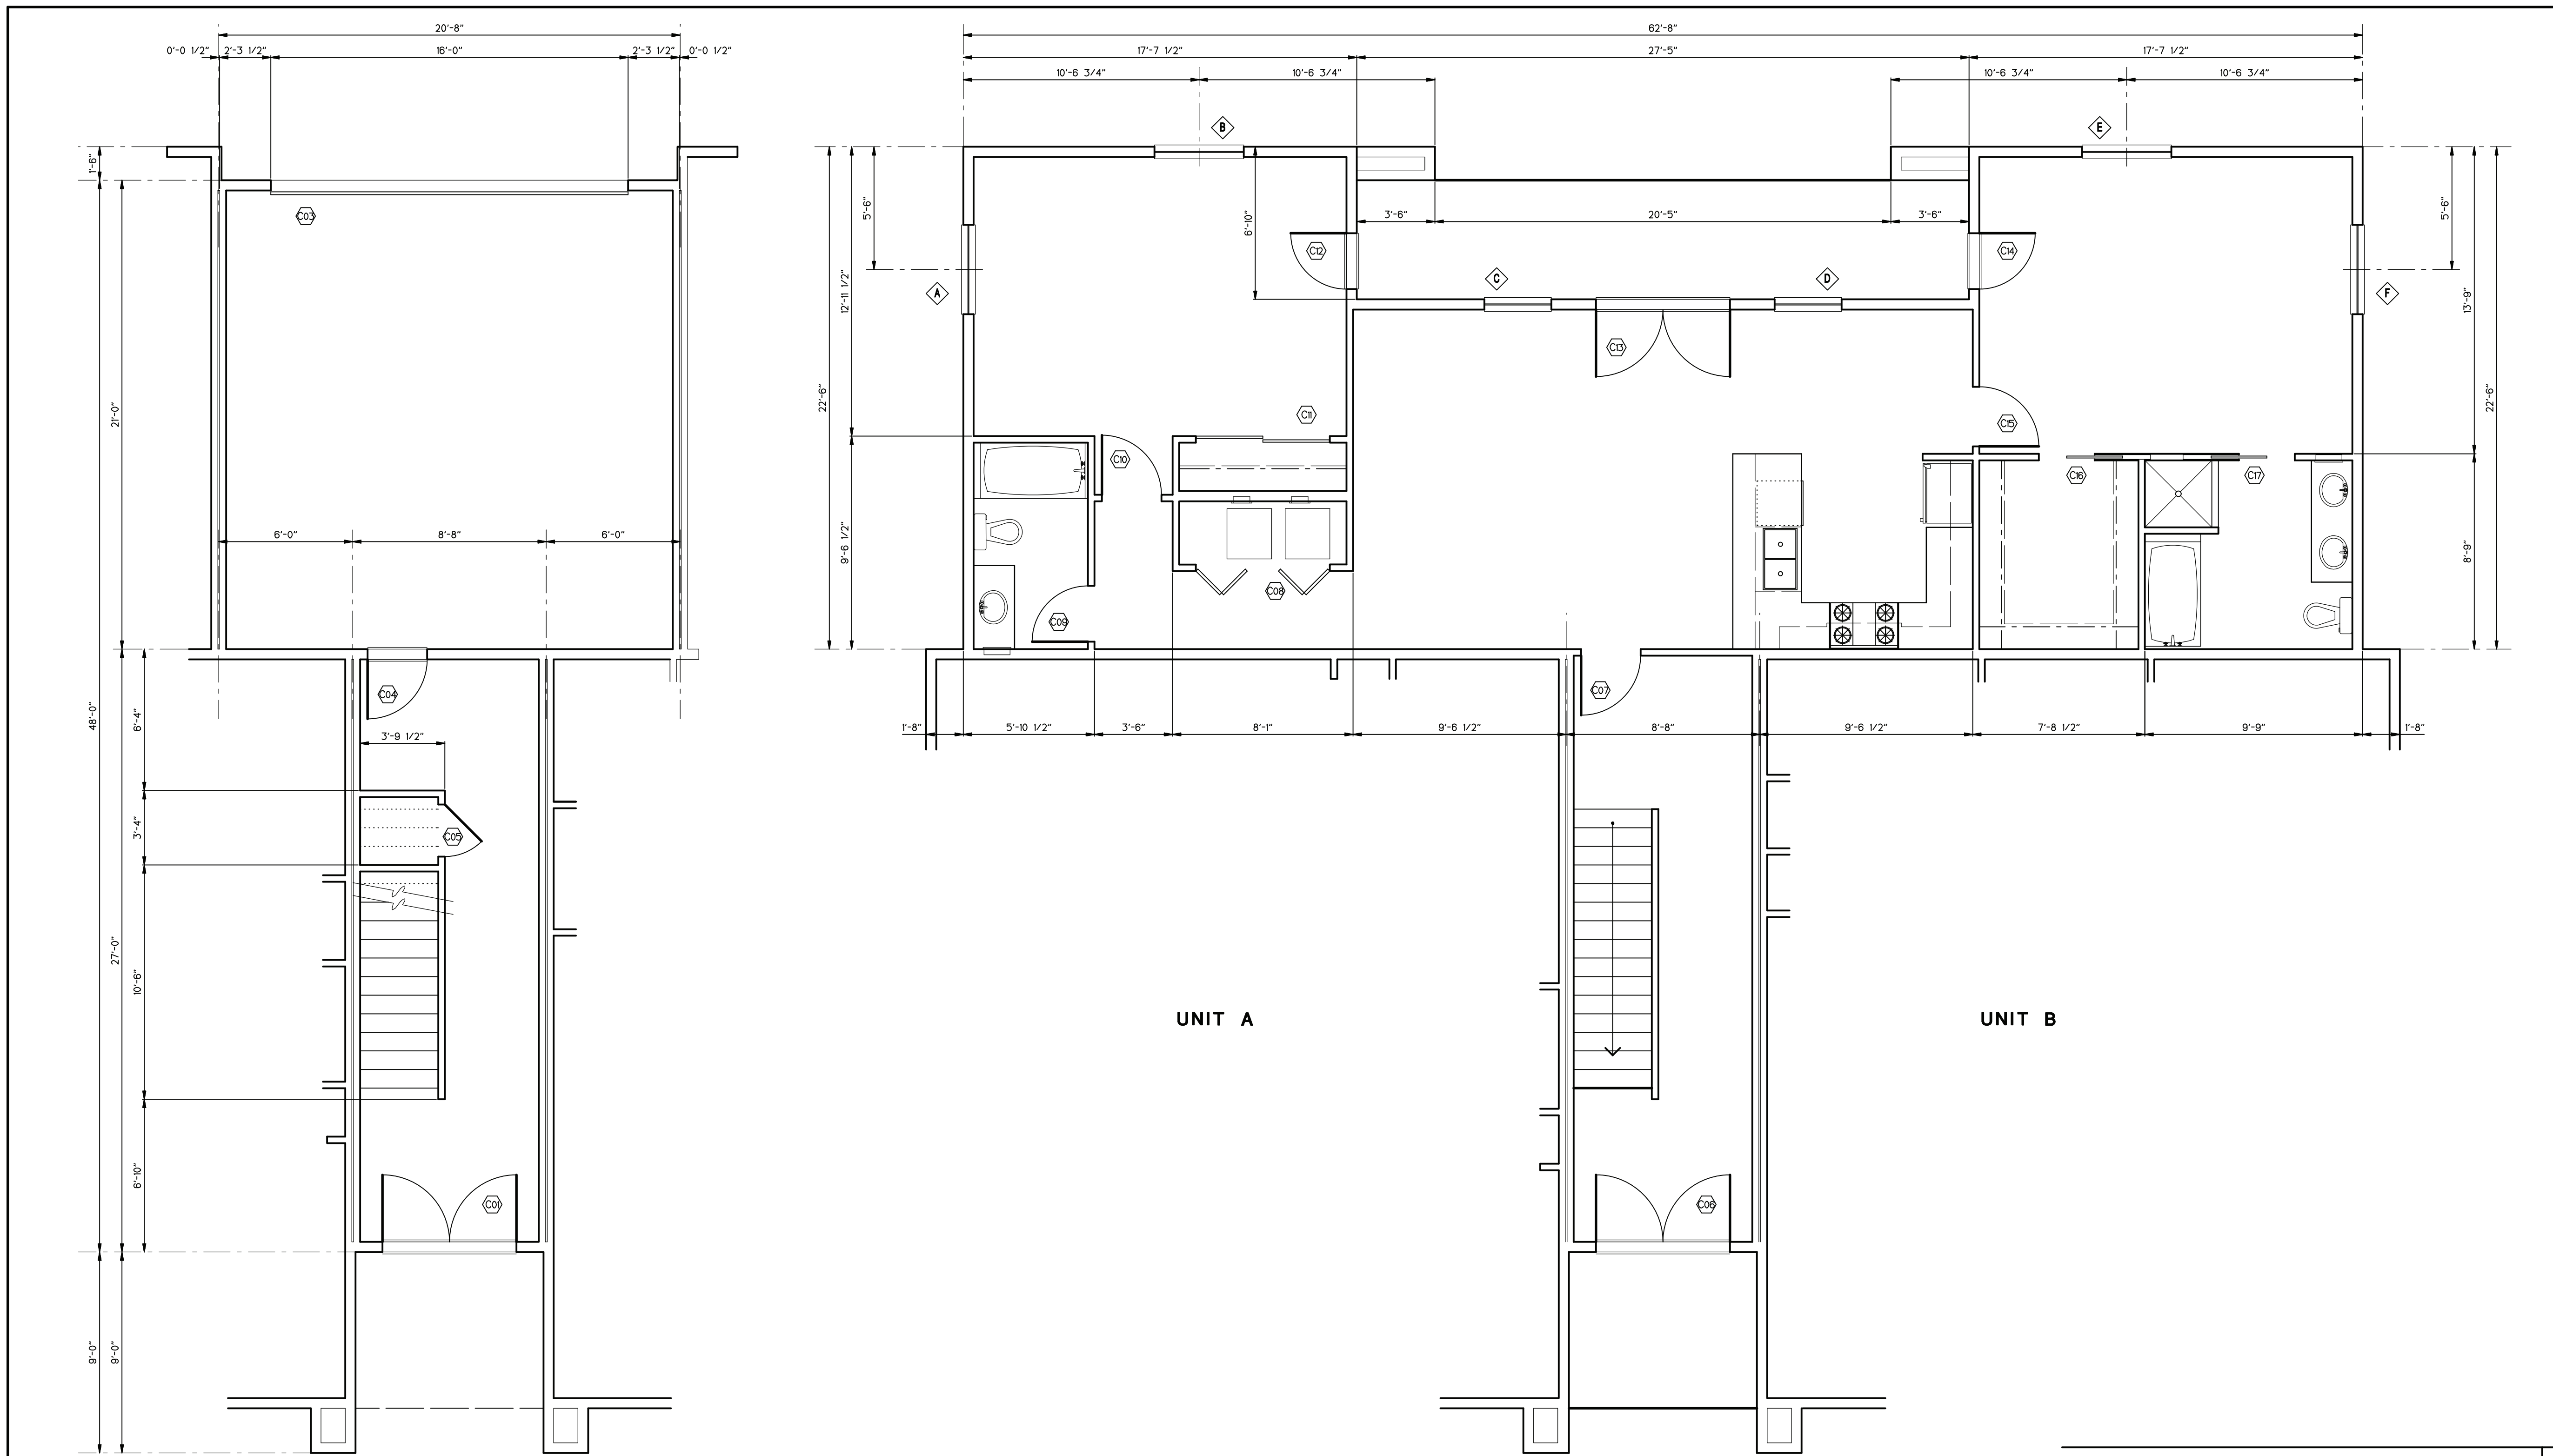 20'-8"
0'-0 1/2" 2'-3 1/2" 16'-0" 2'-3 1/2" 0'-0 1/2"
1'-6"
C03
21'-0"
6'-0" 8'-8" 6'-0"
48'-0"
C04
6'-4"
3'-9 1/2"
3'-4"
C05
27'-0"
10'-6"
6'-10"
C01
9'-0" 9'-0"
62'-8"
17'-7 1/2" 27'-5" 17'-7 1/2"
10'-6 3/4" 10'-6 3/4" 10'-6 3/4" 10'-6 3/4"
B E
5'-6" 6'-10" 3'-6" 20'-5" 3'-6" 5'-6"
C12 C14
12'-11 1/2" A C D F 13'-9"
C13
22'-6" 22'-6"
C11 C15
C10 C16 C17
9'-6 1/2" 8'-9"
C08
C09
C07
1'-8" 5'-10 1/2" 3'-6" 8'-1" 9'-6 1/2" 8'-8" 9'-6 1/2" 7'-8 1/2" 9'-9" 1'-8"
UNIT A UNIT B
C06